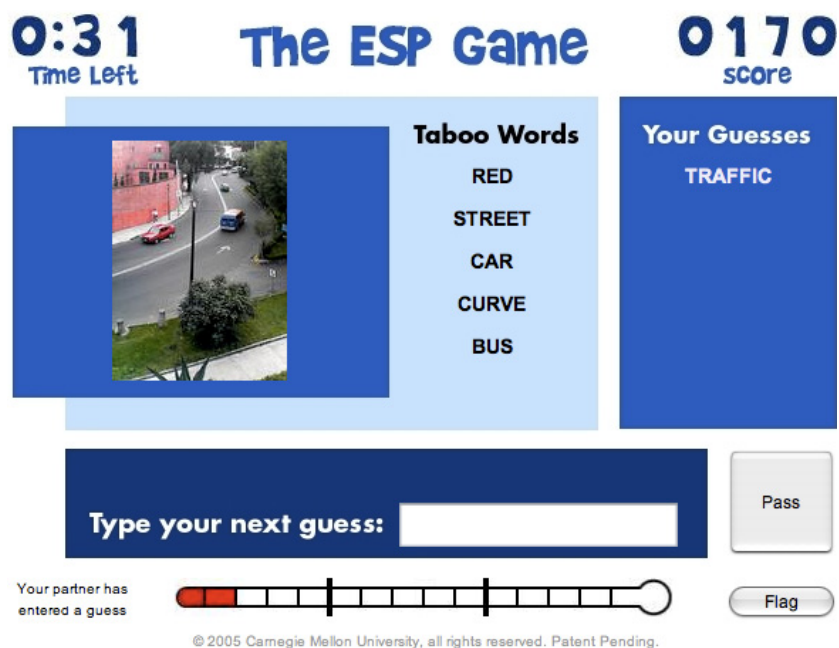 0:31
Time Left
The ESP Game
0170
score
Taboo Words
RED
STREET
CAR
CURVE
BUS
Your Guesses
TRAFFIC
Type your next guess:
Pass
Your partner has
entered a guess
Flag
© 2005 Carnegie Mellon University, all rights reserved. Patent Pending.